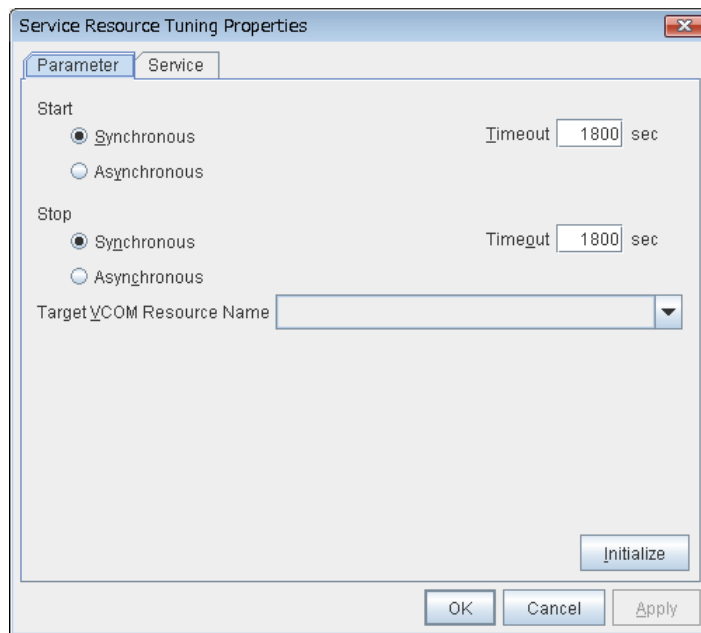 Service Resource Tuning Properties
Parameter Service
Start
Synchronous Timeout 1800 sec
Asynchronous
Stop
Synchronous Timeout 1800 sec
Asynchronous
Target VCOM Resource Name
Initialize
OK Cancel Apply